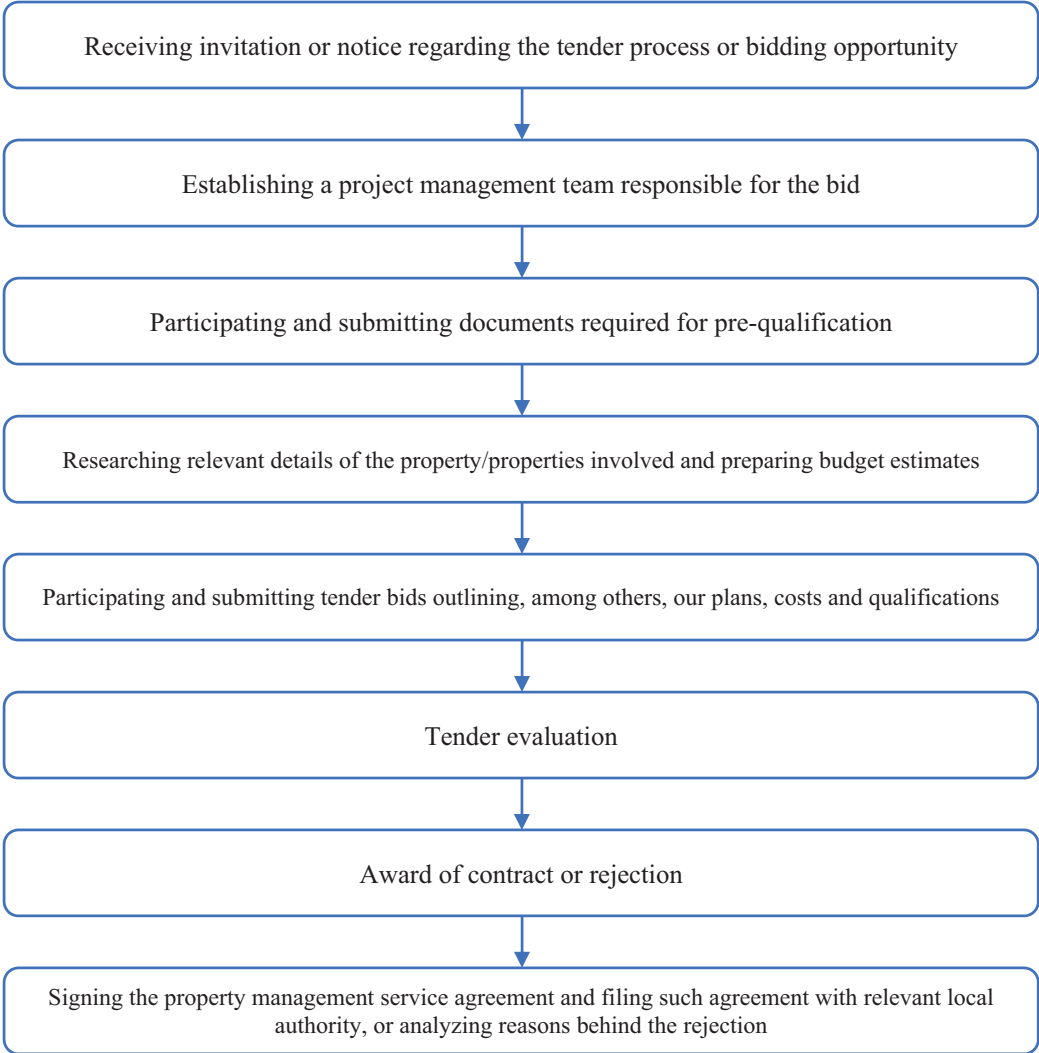 Receiving invitation or notice regarding the tender process or bidding opportunity
Establishing a project management team responsible for the bid
Participating and submitting documents required for pre-qualification
Researching relevant details of the property/properties involved and preparing budget estimates
Participating and submitting tender bids outlining, among others, our plans, costs and qualifications
Tender evaluation
Award of contract or rejection
Signing the property management service agreement and filing such agreement with relevant local
authority, or analyzing reasons behind the rejection